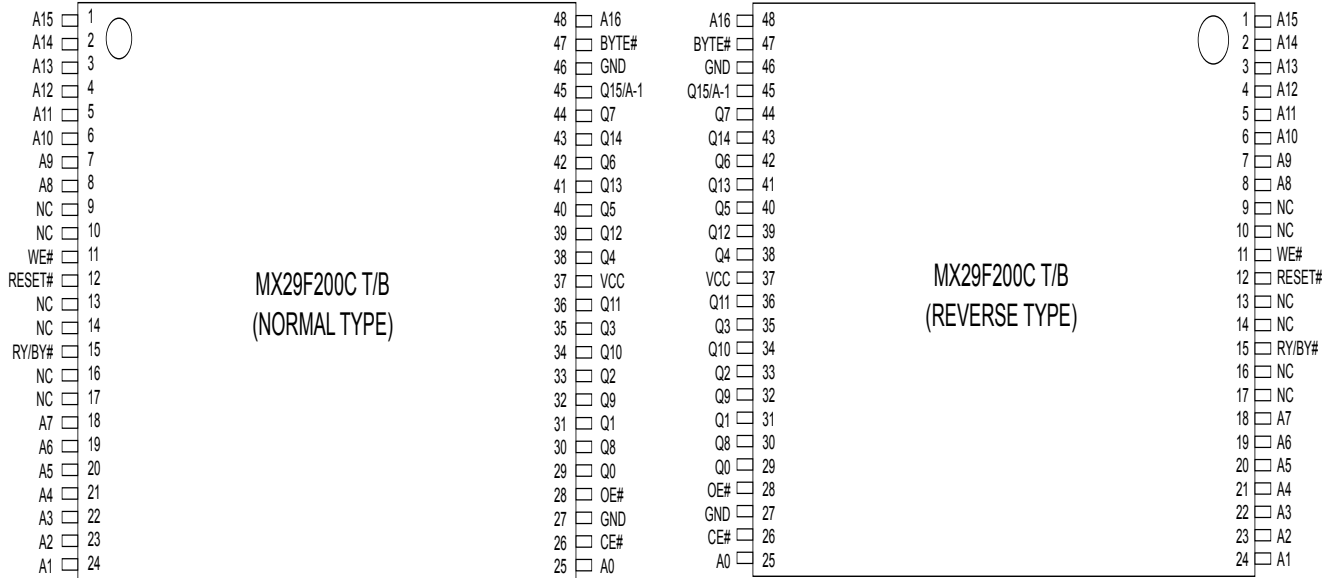 A15 1 48 A16
A14 2 47 BYTE#
A13 3 46 GND
A12 4 45 Q15/A-1
A11 5 44 Q7
A10 6 43 Q14
A9 7 42 Q6
A8 8 41 Q13
NC 9 40 Q5
NC 10 39 Q12
WE# 11 38 Q4
RESET# 12 37 VCC
NC 13 36 Q11
NC 14 35 Q3
RY/BY# 15 34 Q10
NC 16 33 Q2
NC 17 32 Q9
A7 18 31 Q1
A6 19 30 Q8
A5 20 29 Q0
A4 21 28 OE#
A3 22 27 GND
A2 23 26 CE#
A1 24 25 A0
MX29F200C T/B
(NORMAL TYPE)
A16 48 1 A15
BYTE# 47 2 A14
GND 46 3 A13
Q15/A-1 45 4 A12
Q7 44 5 A11
Q14 43 6 A10
Q6 42 7 A9
Q13 41 8 A8
Q5 40 9 NC
Q12 39 10 NC
Q4 38 11 WE#
VCC 37 12 RESET#
Q11 36 13 NC
Q3 35 14 NC
Q10 34 15 RY/BY#
Q2 33 16 NC
Q9 32 17 NC
Q1 31 18 A7
Q8 30 19 A6
Q0 29 20 A5
OE# 28 21 A4
GND 27 22 A3
CE# 26 23 A2
A0 25 24 A1
MX29F200C T/B
(REVERSE TYPE)